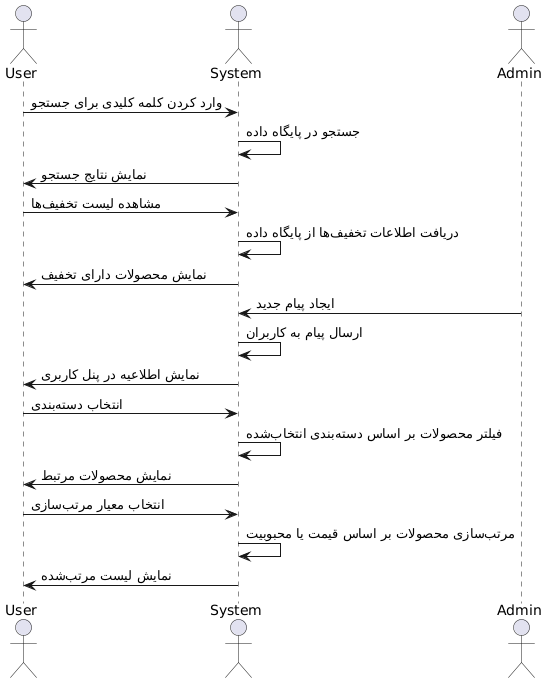 User
System
Admin
وارد کردن کلمه کلیدی برای جستجو
جستجو در پایگاه داده
نمایش نتایج جستجو
مشاهده لیست تخفیف‌ها
دریافت اطلاعات تخفیف‌ها از پایگاه داده
نمایش محصولات دارای تخفیف
ایجاد پیام جدید
ارسال پیام به کاربران
نمایش اطلاعیه در پنل کاربری
انتخاب دسته‌بندی
فیلتر محصولات بر اساس دسته‌بندی انتخاب‌شده
نمایش محصولات مرتبط
انتخاب معیار مرتب‌سازی
مرتب‌سازی محصولات بر اساس قیمت یا محبوبیت
نمایش لیست مرتب‌شده
User
System
Admin